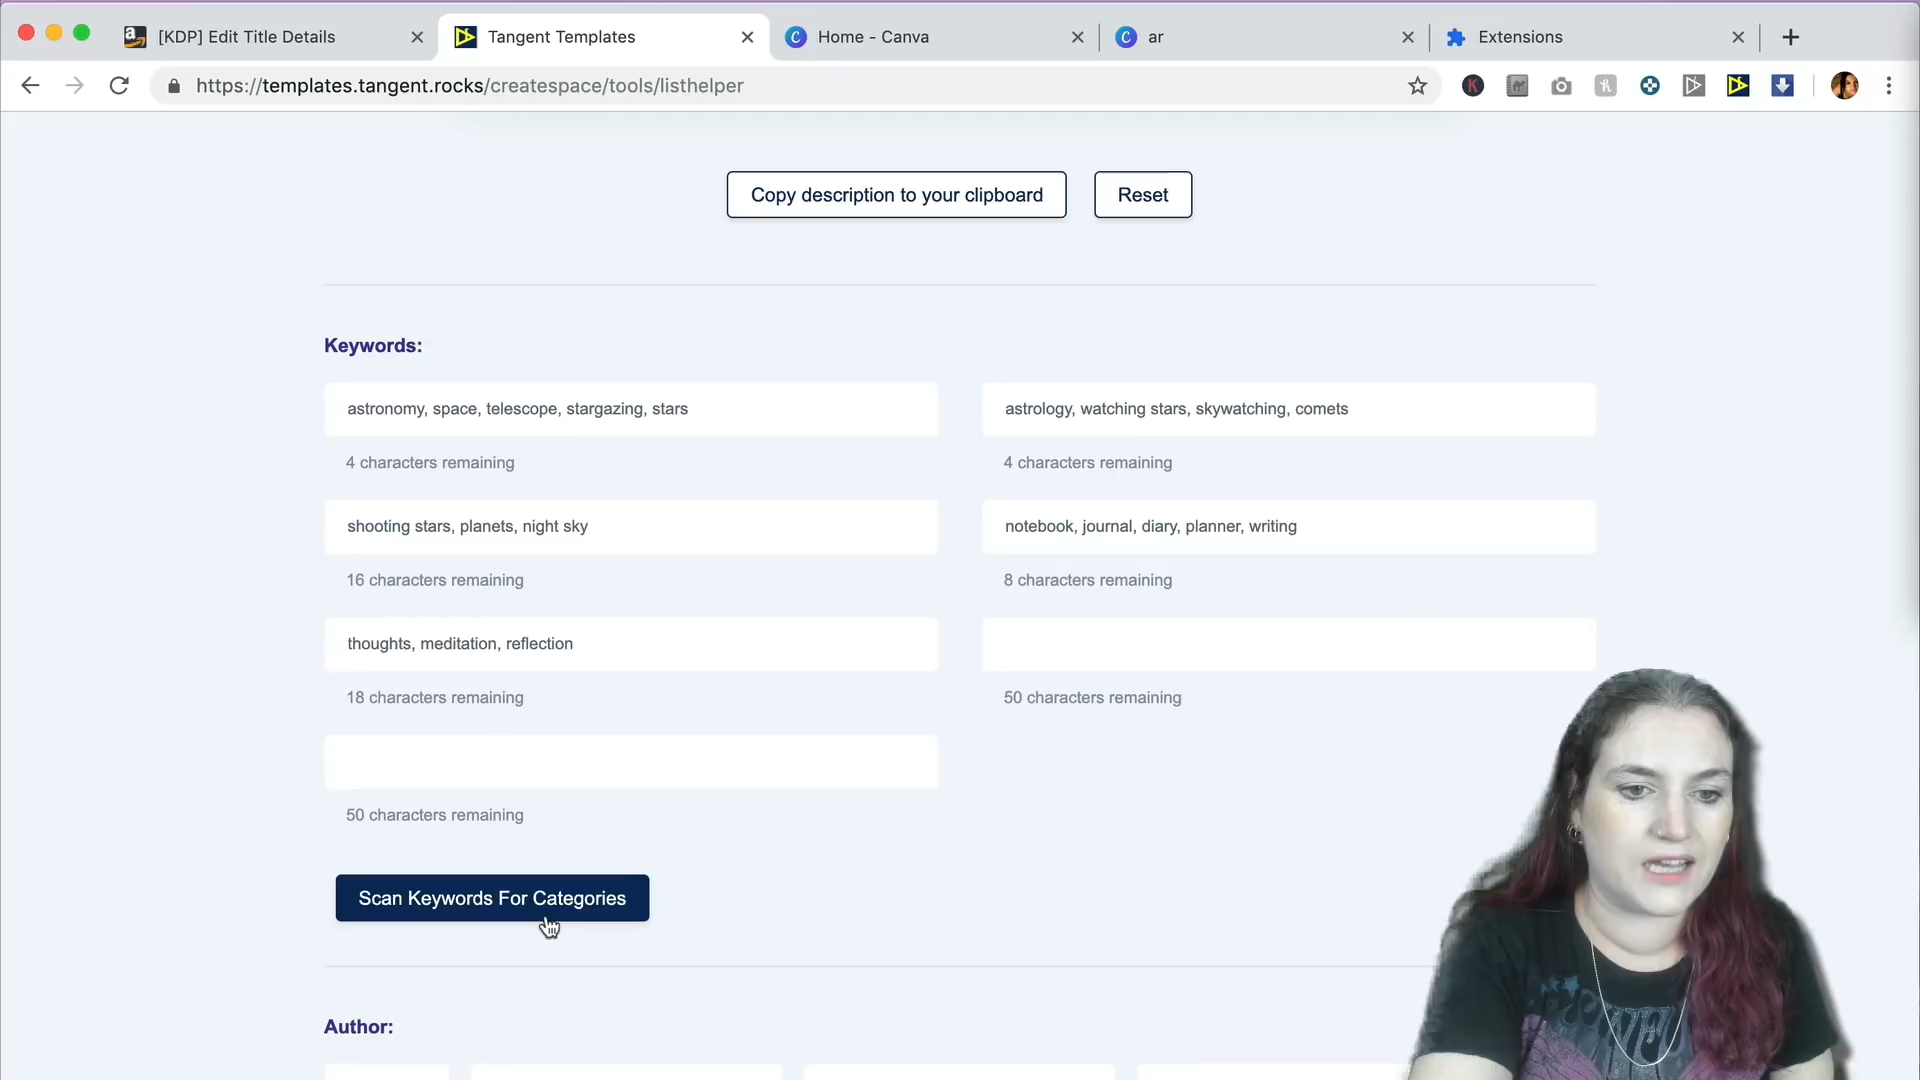 [KDP] Edit Title Details
Tangent Templates
Home - Canva
ar
Extensions
https://templates.tangent.rocks/createspace/tools/listhelper
Copy description to your clipboard
Reset
Keywords:
astronomy, space, telescope, stargazing, stars
astrology, watching stars, skywatching, comets
4 characters remaining
4 characters remaining
shooting stars, planets, night sky
notebook, journal, diary, planner, writing
16 characters remaining
8 characters remaining
thoughts, meditation, reflection
18 characters remaining
50 characters remaining
50 characters remaining
Scan Keywords For Categories
Author: